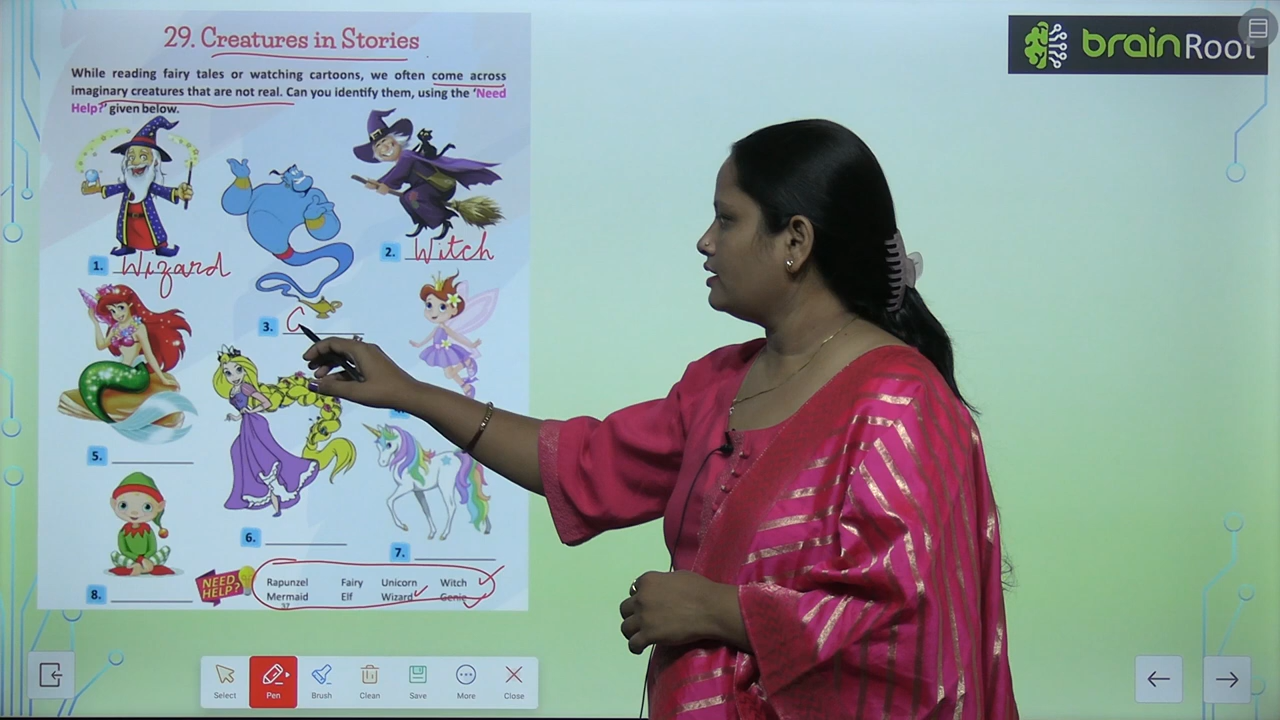 29. Creatures in Stories
brainRoot
While reading fairy tales or watching cartoons, we often come across
imaginary creatures that are not real. Can you identify them, using the 'Need
Help?' given below.
1. Wizard
2. Witch
3. G
5.
6.
7.
8.
NEED HELP?
Rapunzel Fairy Unicorn Witch
Mermaid Elf Wizard Genie
37
Select Pen Brush Clean Save More Close